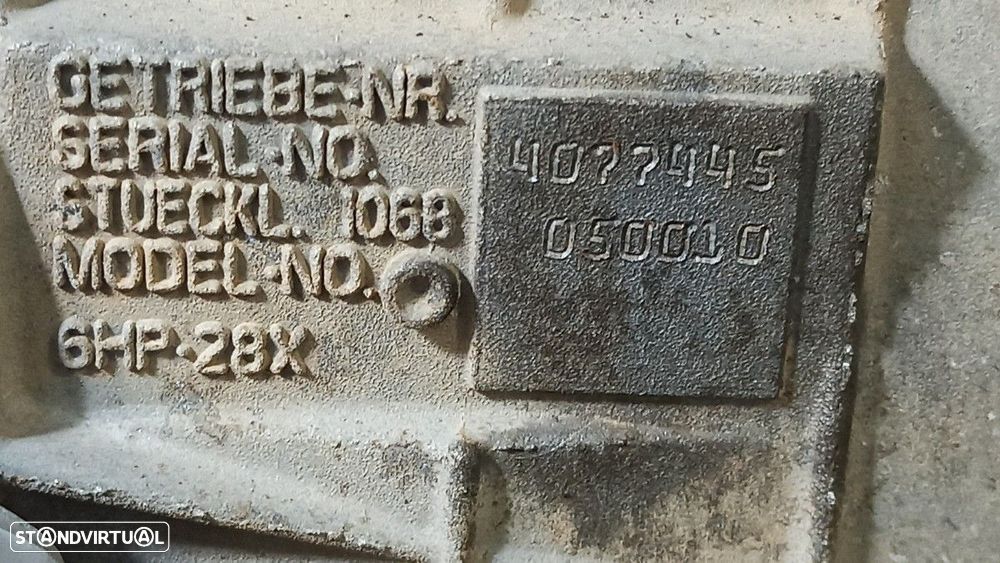 GETRIEBE-NR.
SERIAL-NO.
4077445
STUECKL. 1068
050010
MODEL-NO.
6HP-28X
STANDVIRTUAL